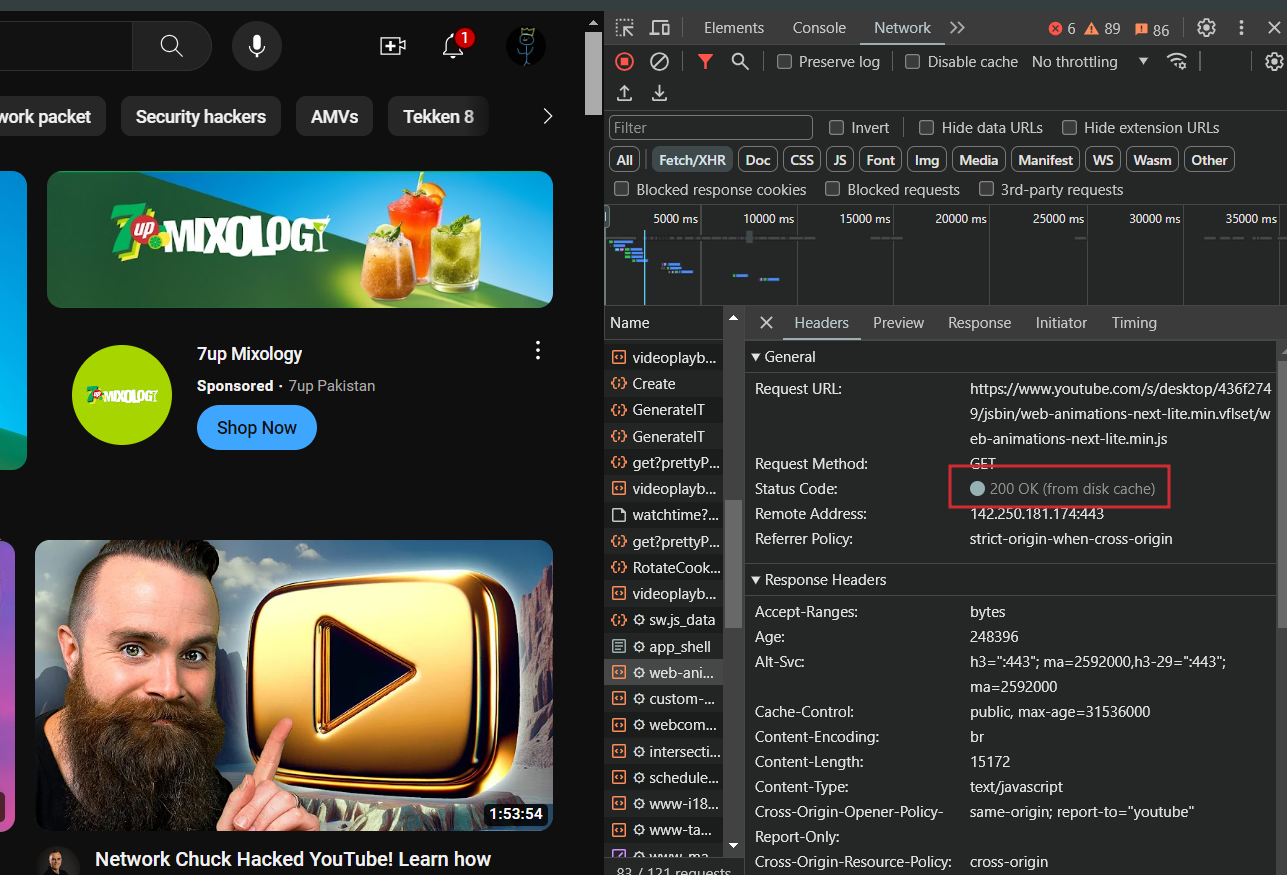 1
work packet
Security hackers
AMVs
Tekken 8
7up MIXOLOGY
MIXOLOGY
7up Mixology
Sponsored · 7up Pakistan
Shop Now
1:53:54
Network Chuck Hacked YouTube! Learn how
Elements
Console
Network
6
89
86
Preserve log
Disable cache
No throttling
Filter
Invert
Hide data URLs
Hide extension URLs
All
Fetch/XHR
Doc
CSS
JS
Font
Img
Media
Manifest
WS
Wasm
Other
Blocked response cookies
Blocked requests
3rd-party requests
5000 ms
10000 ms
15000 ms
20000 ms
25000 ms
30000 ms
35000 ms
Name
videoplayb...
Create
GenerateIT
GenerateIT
get?prettyP...
videoplayb...
watchtime?...
get?prettyP...
RotateCook...
videoplayb...
sw.js_data
app_shell
web-ani...
custom-...
webcom...
intersecti...
schedule...
www-i18...
www-ta...
83 / 121 requests
Headers
Preview
Response
Initiator
Timing
General
Request URL:
https://www.youtube.com/s/desktop/436f274
9/jsbin/web-animations-next-lite.min.vflset/w
eb-animations-next-lite.min.js
Request Method:
GET
Status Code:
200 OK (from disk cache)
Remote Address:
142.250.181.174:443
Referrer Policy:
strict-origin-when-cross-origin
Response Headers
Accept-Ranges:
bytes
Age:
248396
Alt-Svc:
h3=":443"; ma=2592000,h3-29=":443";
ma=2592000
Cache-Control:
public, max-age=31536000
Content-Encoding:
br
Content-Length:
15172
Content-Type:
text/javascript
Cross-Origin-Opener-Policy-
Report-Only:
same-origin; report-to="youtube"
Cross-Origin-Resource-Policy:
cross-origin